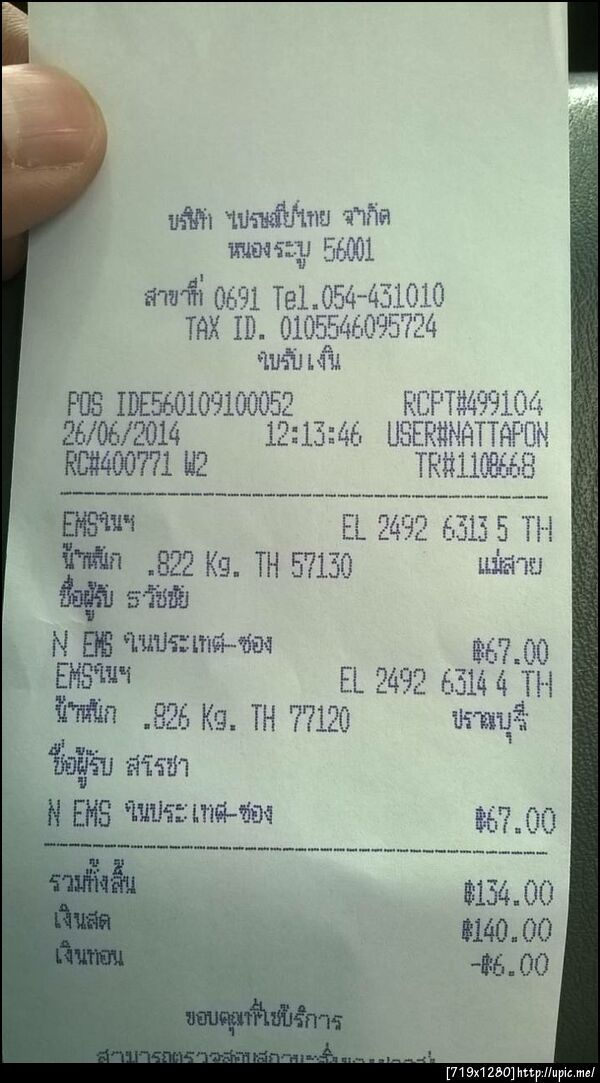 บริษัท ไปรษณีย์ไทย จำกัด
หนองระบู 56001
สาขาที่ 0691 Tel.054-431010
TAX ID. 0105546095724
ใบรับเงิน
POS IDE560109100052 RCPT#499104
26/06/2014 12:13:46 USER#NATTAPON
RC#400771 W2 TR#1108668
EMSในฯ EL 2492 6313 5 TH
น้ำหนัก .822 Kg. TH 57130 แม่สาย
ชื่อผู้รับ ธวัชชัย
N EMS ในประเทศ-ซอง ฿67.00
EMSในฯ EL 2492 6314 4 TH
น้ำหนัก .826 Kg. TH 77120 ปราณบุรี
ชื่อผู้รับ สโรชา
N EMS ในประเทศ-ซอง ฿67.00
รวมทั้งสิ้น ฿134.00
เงินสด ฿140.00
เงินทอน -฿6.00
ขอบคุณที่ใช้บริการ
[719x1280]http://upic.me/